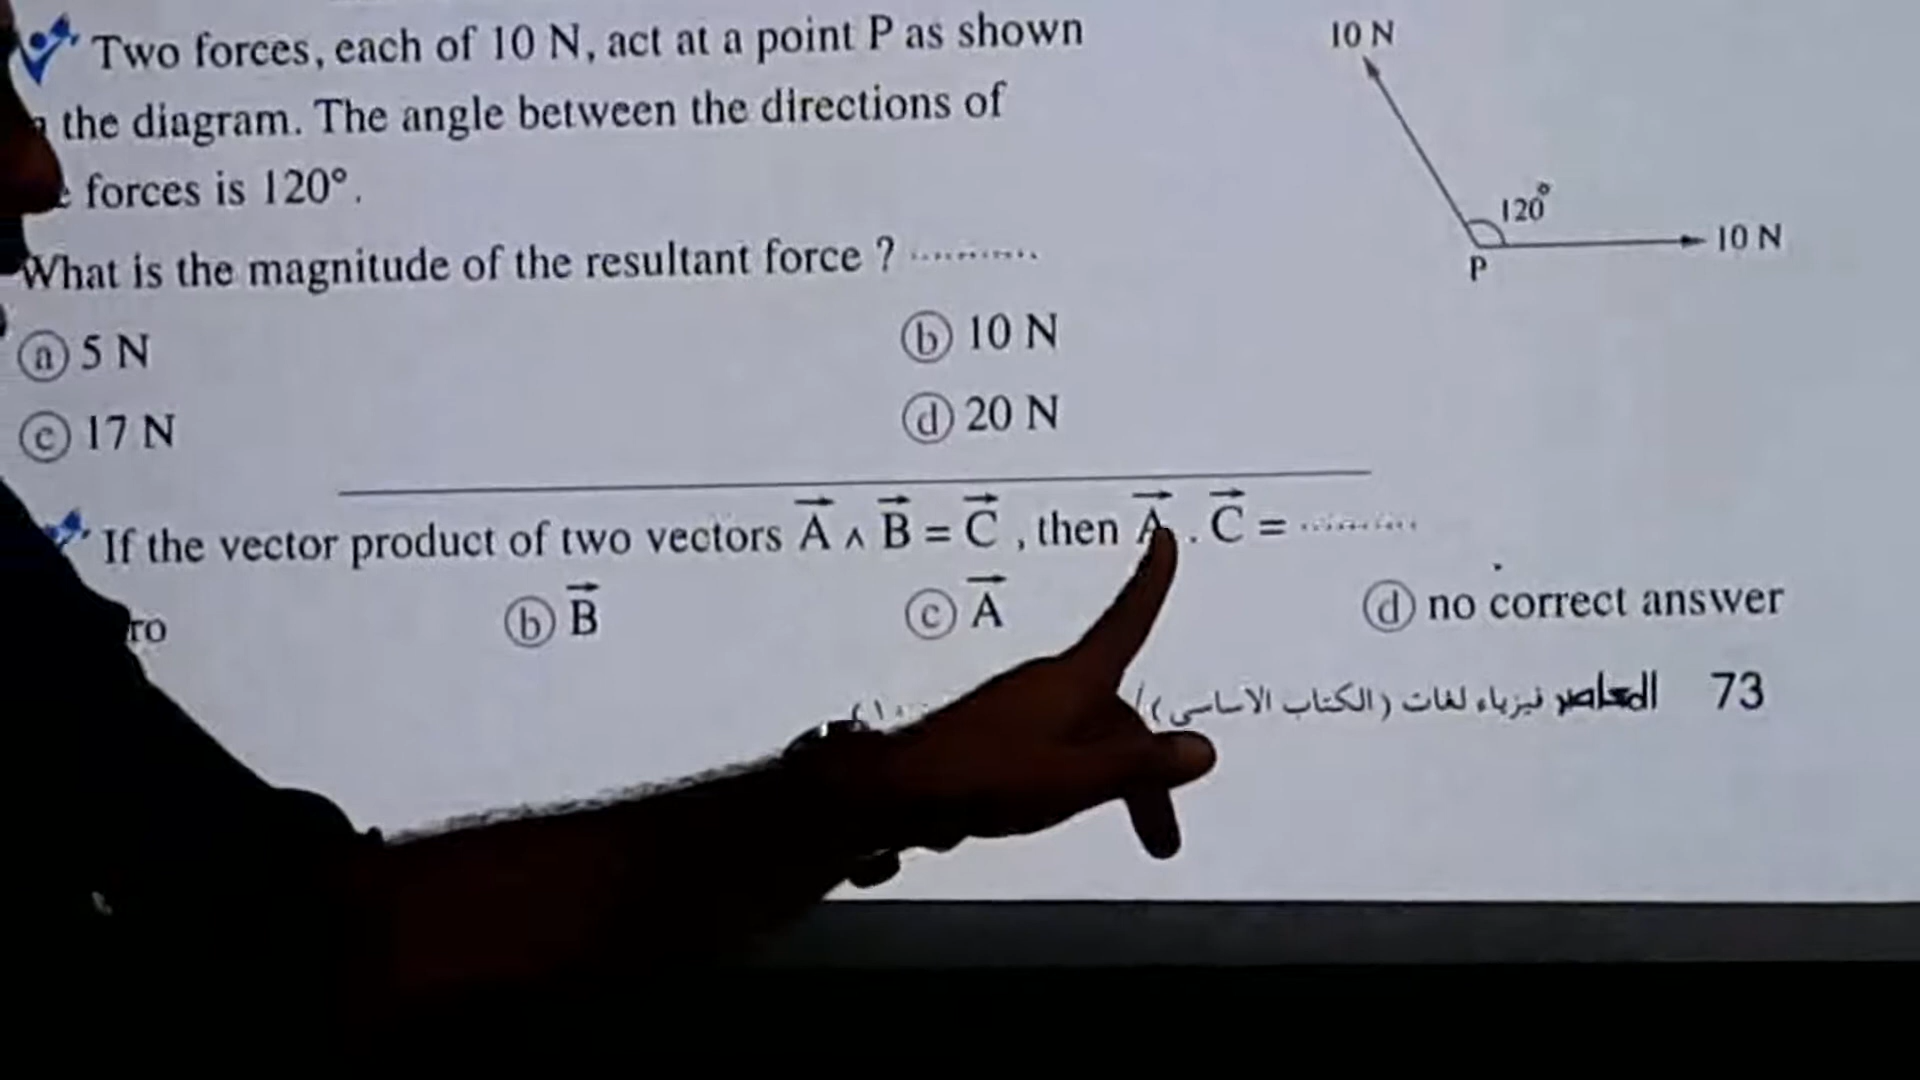 Two forces, each of 10 N, act at a point P as shown
the diagram. The angle between the directions of
forces is 120°.
What is the magnitude of the resultant force ? ...........
ⓐ 5 N ⓑ 10 N
ⓒ 17 N ⓓ 20 N
10 N
120°
10 N
P
If the vector product of two vectors A⃗ ∧ B⃗ = C⃗ , then A⃗ . C⃗ = ...........
ro ⓑ B⃗ ⓒ A⃗ ⓓ no correct answer
المعاصر فيزياء لغات (الكتاب الاساسى) 73